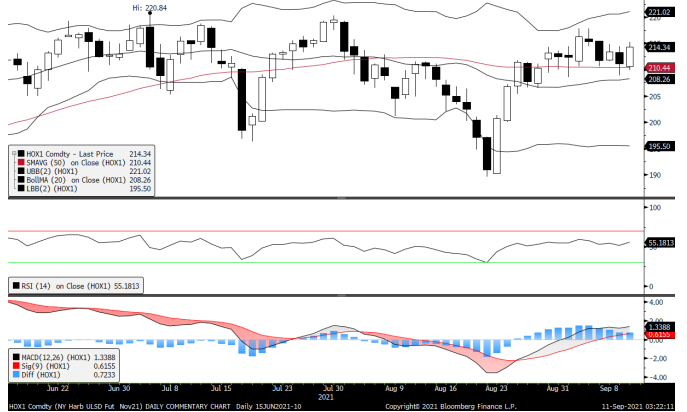 Hi: 220.84
221.02
220
214.34
210.44
208.26
205
200
195.50
190
HOX1 Comdty - Last Price 214.34
SMAVG (50) on Close (HOX1) 210.44
UBB(2) (HOX1) 221.02
BollMA (20) on Close (HOX1) 208.26
LBB(2) (HOX1) 195.50
100
55.1813
0
RSI (14) on Close (HOX1) 55.1813
4.00
2.00
1.3388
0.6155
-2.00
-4.00
MACD(12,26) (HOX1) 1.3388
Sig(9) (HOX1) 0.6155
Diff (HOX1) 0.7233
Jun 22 Jun 30 Jul 8 Jul 15 Jul 23 Jul 30 Aug 9 Aug 16 Aug 23 Aug 31 Sep 8
2021
HOX1 Comdty (NY Harb ULSD Fut Nov21) DAILY COMMENTARY CHART Daily 15JUN2021-10 Copyright© 2021 Bloomberg Finance L.P. 11-Sep-2021 03:22:11